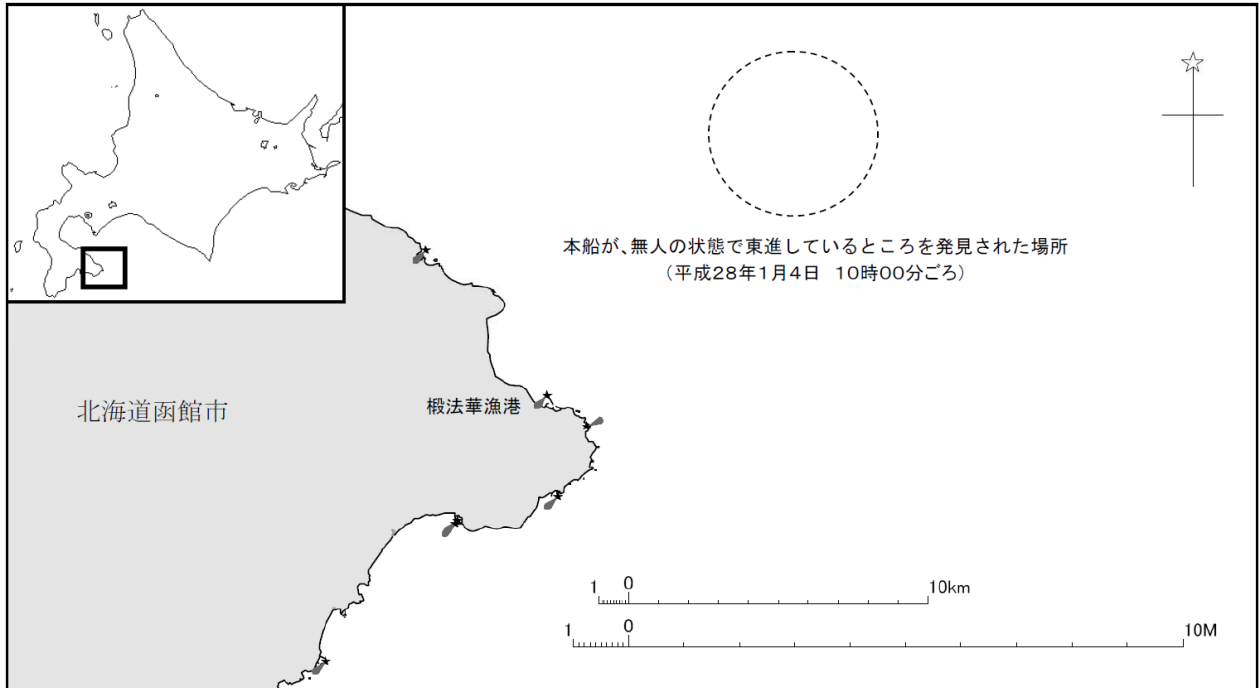 本船が、無人の状態で東進しているところを発見された場所
（平成28年1月4日　10時00分ごろ）
北海道函館市
椴法華漁港
1 0 10km
1 0 10M